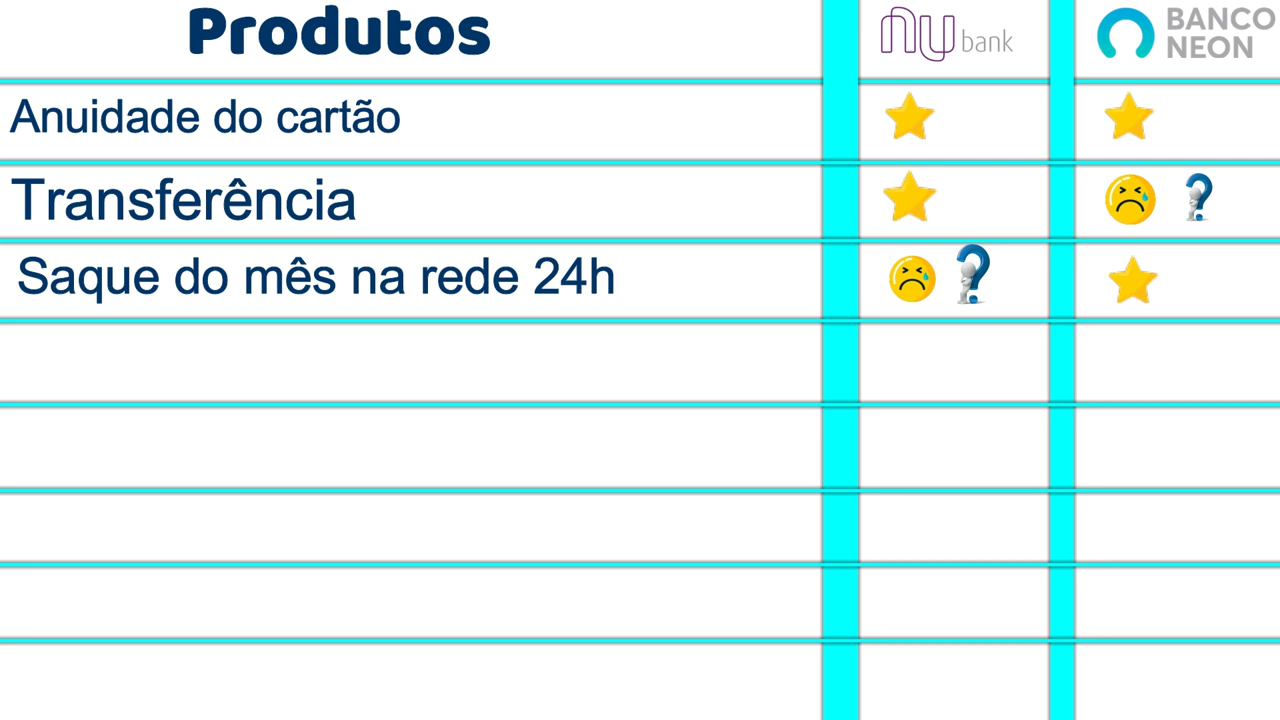 Produtos
nu bank
BANCO
NEON
Anuidade do cartão
Transferência
Saque do mês na rede 24h